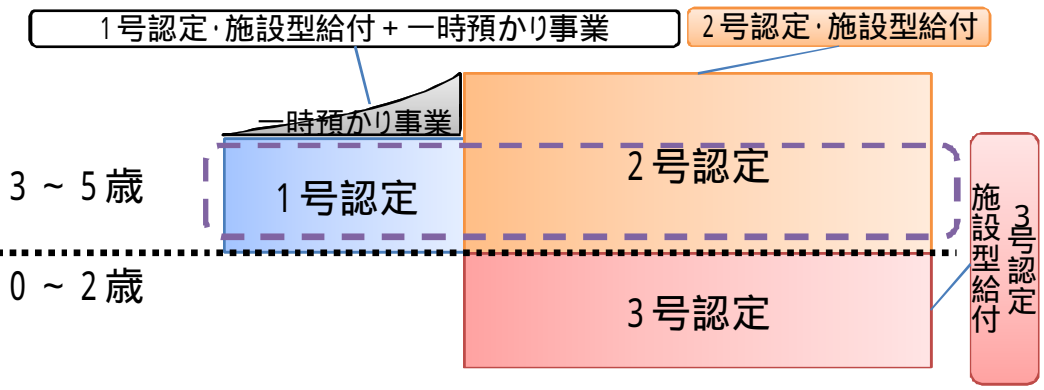 1号認定・施設型給付+一時預かり事業
2号認定・施設型給付
一時預かり事業
3~5歳
1号認定
2号認定
3号認定
施設型給付
0~2歳
3号認定